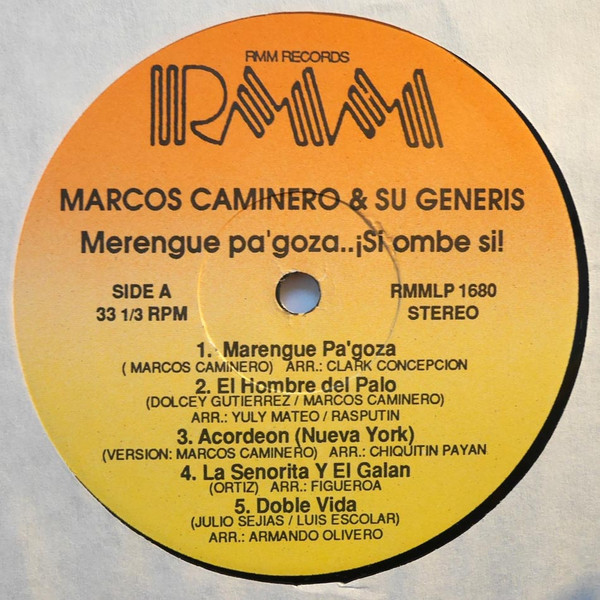 RMM RECORDS
RMM
MARCOS CAMINERO & SU GENERIS
Merengue pa'goza..¡Si ombe si!
SIDE A
33 1/3 RPM
RMMLP 1680
STEREO
1. Marengue Pa'goza
( MARCOS CAMINERO) ARR.: CLARK CONCEPCION
2. El Hombre del Palo
(DOLCEY GUTIERREZ / MARCOS CAMINERO)
ARR.: YULY MATEO / RASPUTIN
3. Acordeon (Nueva York)
(VERSION: MARCOS CAMINERO) ARR.: CHIQUITIN PAYAN
4. La Senorita Y El Galan
(ORTIZ) ARR.: FIGUEROA
5. Doble Vida
(JULIO SEJIAS / LUIS ESCOLAR)
ARR.: ARMANDO OLIVERO